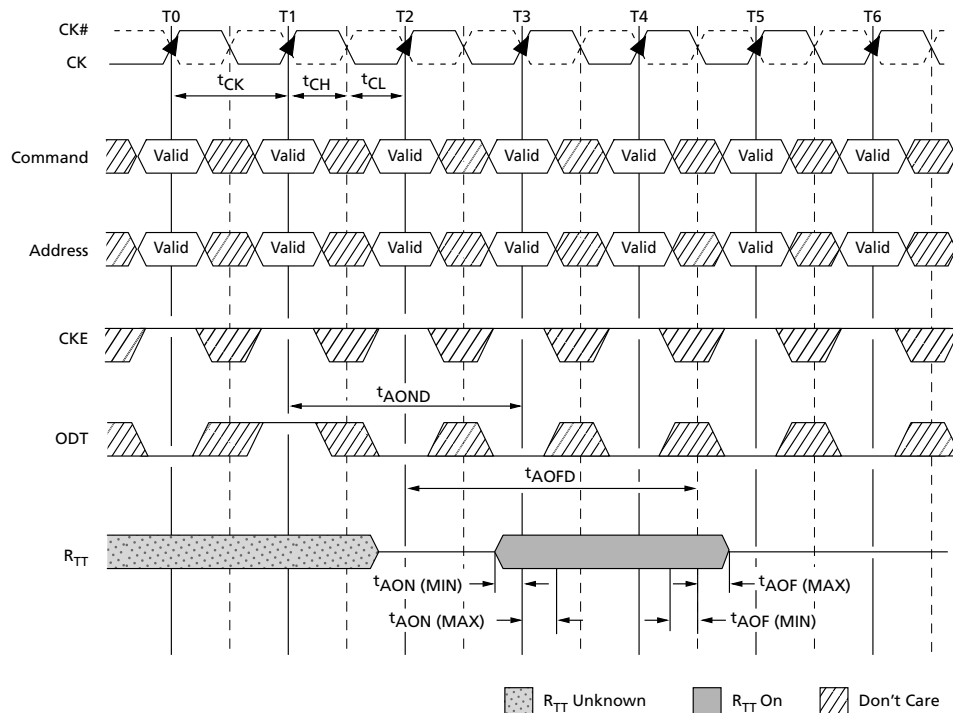 T0 T1 T2 T3 T4 T5 T6
CK#
CK
tCK tCH tCL
Command Valid Valid Valid Valid Valid Valid Valid
Address Valid Valid Valid Valid Valid Valid Valid
CKE
tAOND
ODT
tAOFD
RTT
tAON (MIN) tAOF (MAX)
tAON (MAX) tAOF (MIN)
RTT Unknown RTT On Don't Care